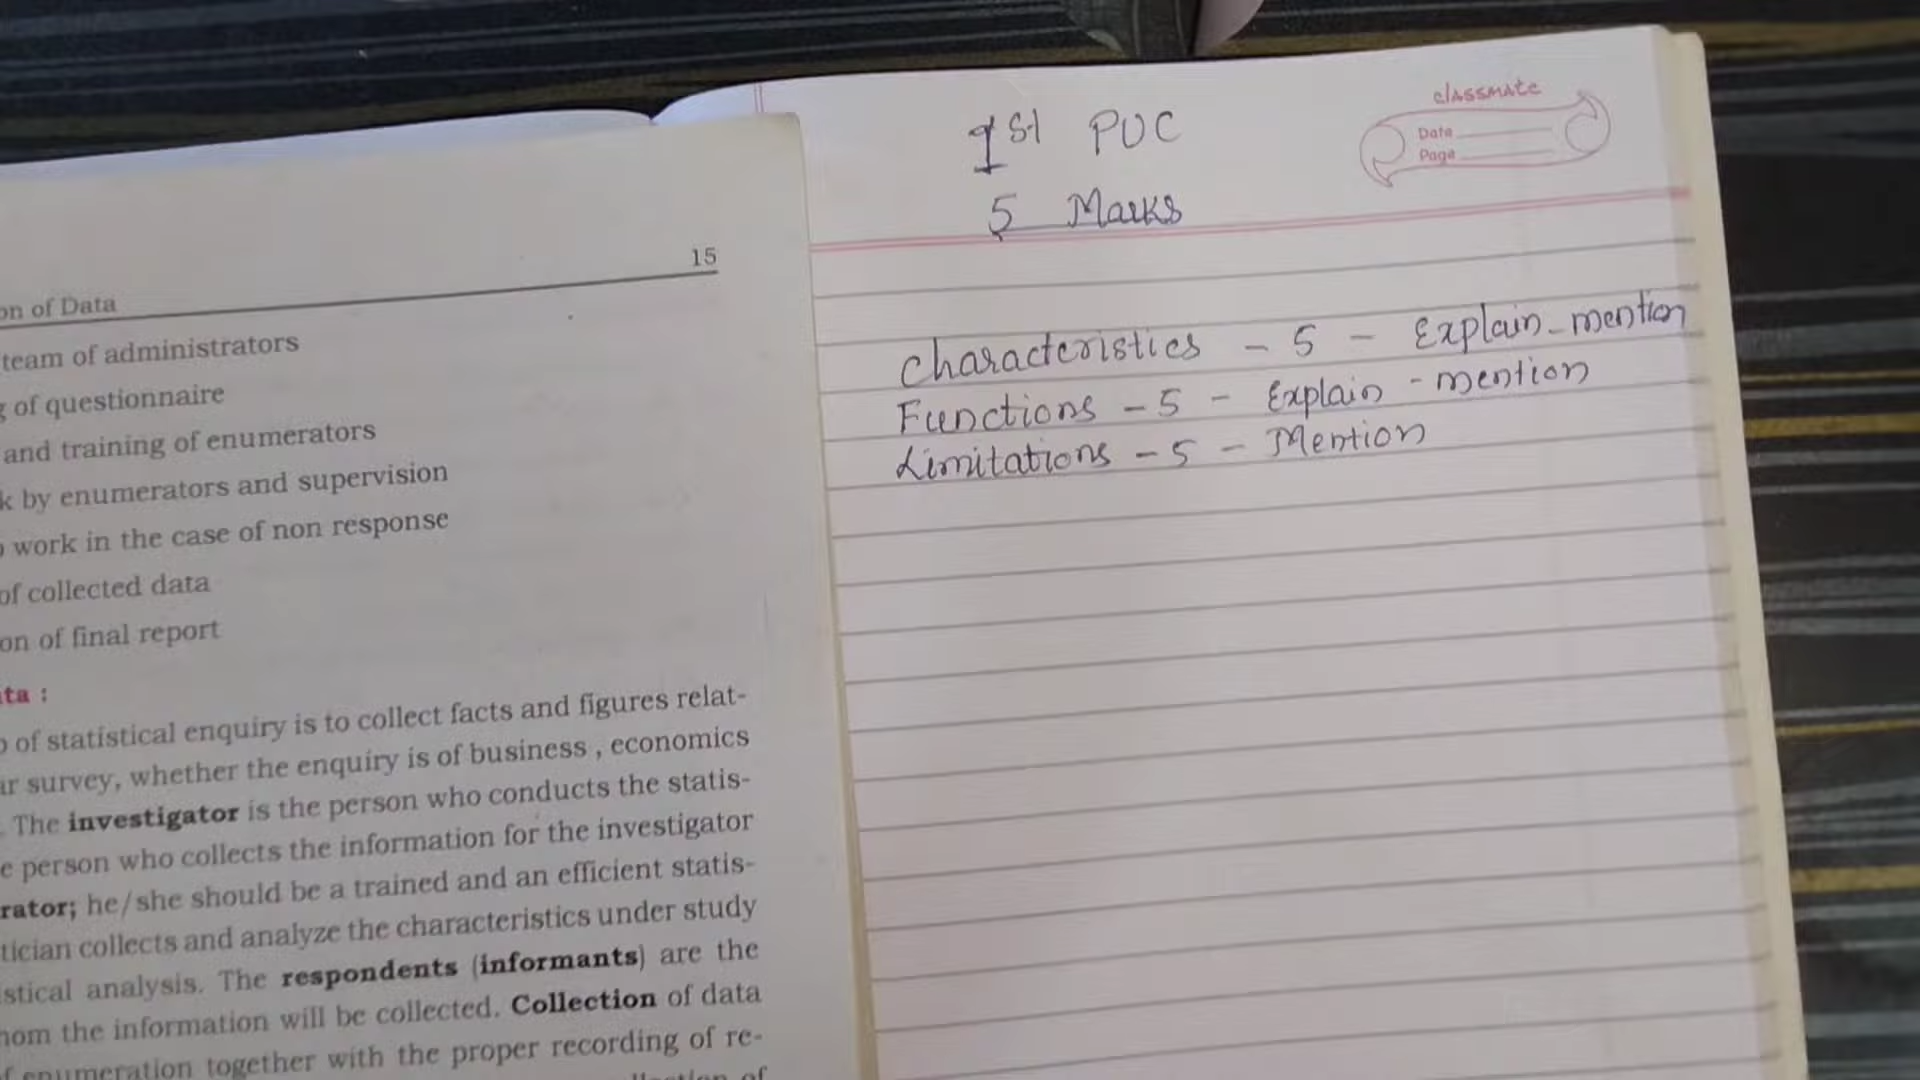 15
on of Data
team of administrators
of questionnaire
and training of enumerators
k by enumerators and supervision
work in the case of non response
of collected data
on of final report
ta :
of statistical enquiry is to collect facts and figures relat-
ar survey, whether the enquiry is of business , economics
. The investigator is the person who conducts the statis-
e person who collects the information for the investigator
rator; he/she should be a trained and an efficient statis-
tician collects and analyze the characteristics under study
istical analysis. The respondents (informants) are the
hom the information will be collected. Collection of data
enumeration together with the proper recording of re-
of
1st PUC
5 Marks
classmate
Date
Page
Characteristics - 5 - Explain - mention
Functions - 5 - Explain - mention
Limitations - 5 - Mention